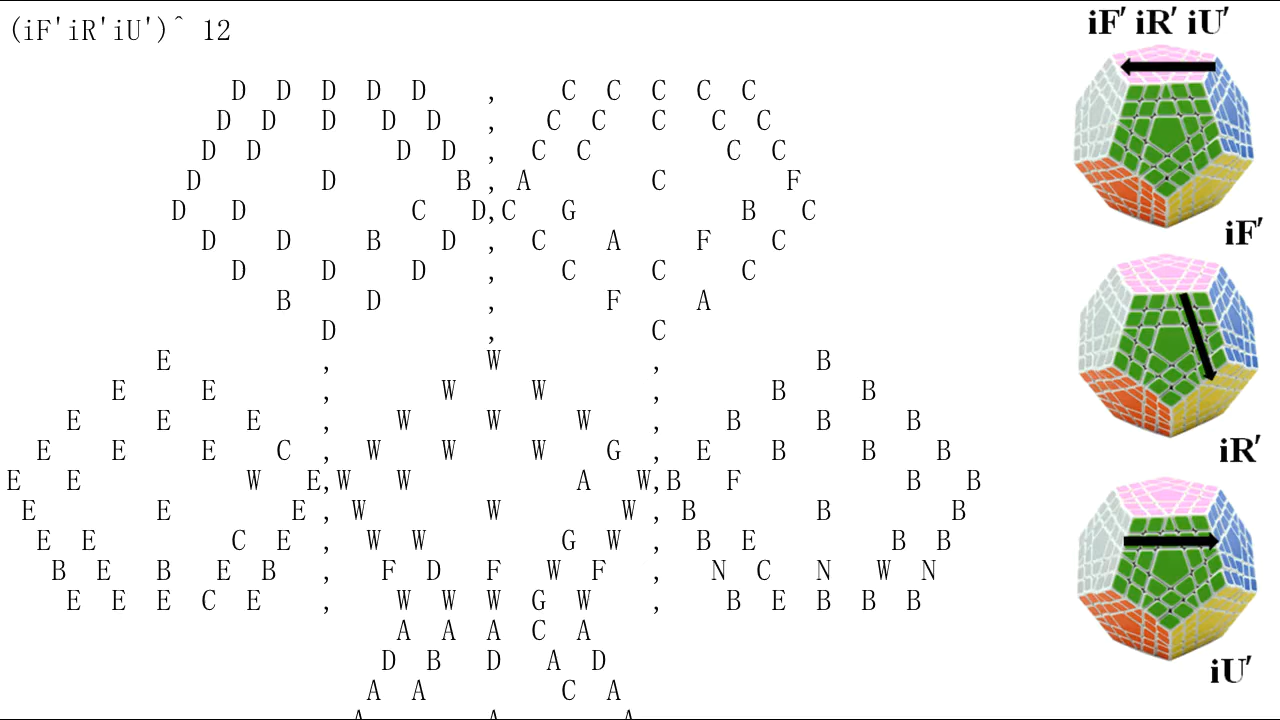 (iF'iR'iU')^ 12
D D D D D , C C C C C
D D D D D , C C C C C
D D D D , C C C C
D D B , A C F
D D C D,C G B C
D D B D , C A F C
D D D , C C C
B D , F A
D , C
E , W , B
E E , W W , B B
E E E , W W W , B B B
E E E C , W W W G , E B B B
E E W E,W W A W,B F B B
E E E , W W W , B B B
E E C E , W W G W , B E B B
B E B E B , F D F W F , N C N W N
E E E C E , W W W G W , B E B B B
A A A C A
D B D A D
A A C A
A A A
iF′ iR′ iU′
iF′
iR′
iU′